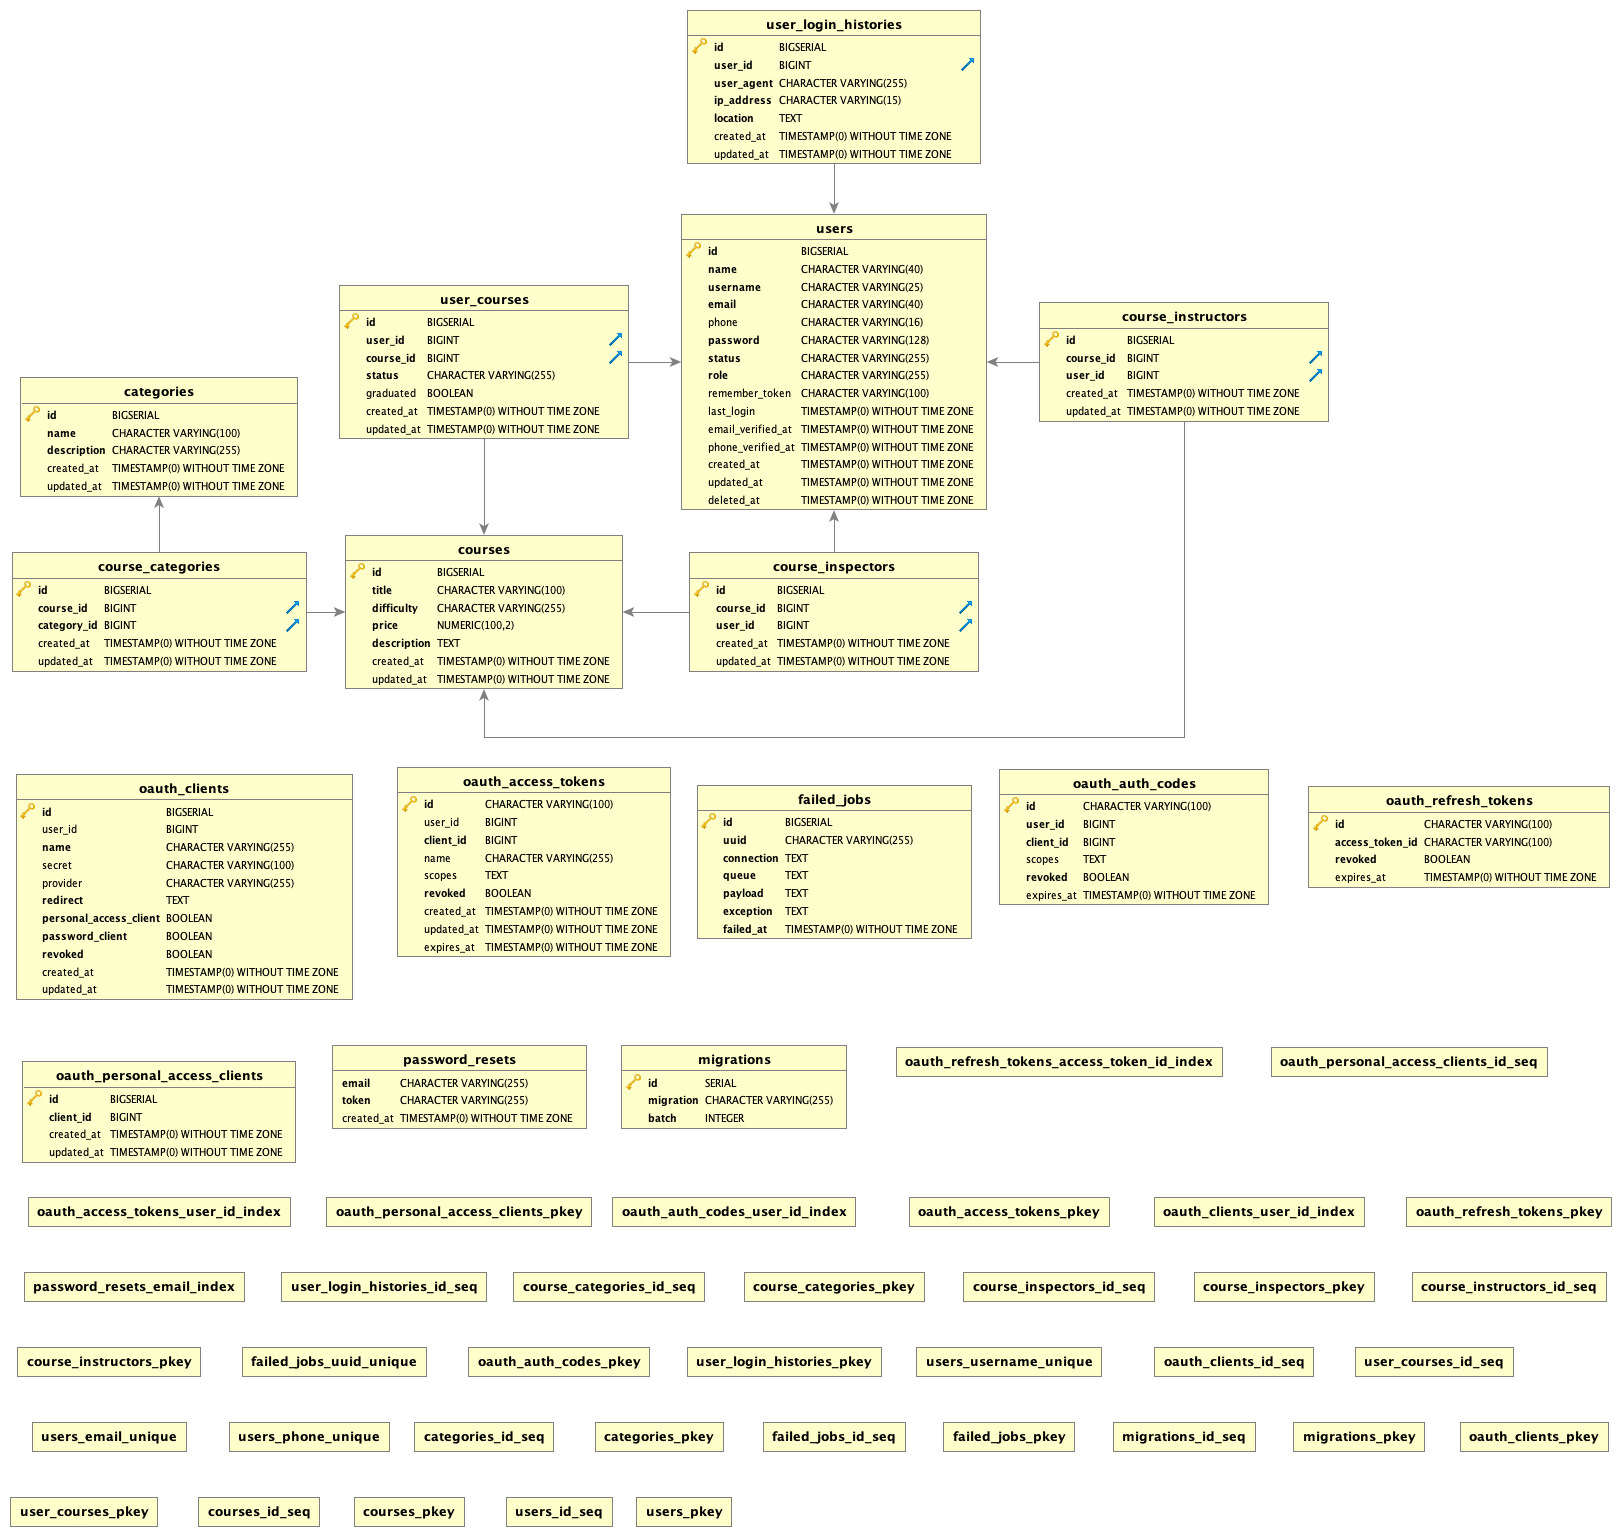 user_login_histories
id BIGSERIAL
user_id BIGINT
user_agent CHARACTER VARYING(255)
ip_address CHARACTER VARYING(15)
location TEXT
created_at TIMESTAMP(0) WITHOUT TIME ZONE
updated_at TIMESTAMP(0) WITHOUT TIME ZONE
users
id BIGSERIAL
name CHARACTER VARYING(40)
username CHARACTER VARYING(25)
email CHARACTER VARYING(40)
phone CHARACTER VARYING(16)
password CHARACTER VARYING(128)
status CHARACTER VARYING(255)
role CHARACTER VARYING(255)
remember_token CHARACTER VARYING(100)
last_login TIMESTAMP(0) WITHOUT TIME ZONE
email_verified_at TIMESTAMP(0) WITHOUT TIME ZONE
phone_verified_at TIMESTAMP(0) WITHOUT TIME ZONE
created_at TIMESTAMP(0) WITHOUT TIME ZONE
updated_at TIMESTAMP(0) WITHOUT TIME ZONE
deleted_at TIMESTAMP(0) WITHOUT TIME ZONE
user_courses
id BIGSERIAL
user_id BIGINT
course_id BIGINT
status CHARACTER VARYING(255)
graduated BOOLEAN
created_at TIMESTAMP(0) WITHOUT TIME ZONE
updated_at TIMESTAMP(0) WITHOUT TIME ZONE
course_instructors
id BIGSERIAL
course_id BIGINT
user_id BIGINT
created_at TIMESTAMP(0) WITHOUT TIME ZONE
updated_at TIMESTAMP(0) WITHOUT TIME ZONE
categories
id BIGSERIAL
name CHARACTER VARYING(100)
description CHARACTER VARYING(255)
created_at TIMESTAMP(0) WITHOUT TIME ZONE
updated_at TIMESTAMP(0) WITHOUT TIME ZONE
course_categories
id BIGSERIAL
course_id BIGINT
category_id BIGINT
created_at TIMESTAMP(0) WITHOUT TIME ZONE
updated_at TIMESTAMP(0) WITHOUT TIME ZONE
courses
id BIGSERIAL
title CHARACTER VARYING(100)
difficulty CHARACTER VARYING(255)
price NUMERIC(100,2)
description TEXT
created_at TIMESTAMP(0) WITHOUT TIME ZONE
updated_at TIMESTAMP(0) WITHOUT TIME ZONE
course_inspectors
id BIGSERIAL
course_id BIGINT
user_id BIGINT
created_at TIMESTAMP(0) WITHOUT TIME ZONE
updated_at TIMESTAMP(0) WITHOUT TIME ZONE
oauth_clients
id BIGSERIAL
user_id BIGINT
name CHARACTER VARYING(255)
secret CHARACTER VARYING(100)
provider CHARACTER VARYING(255)
redirect TEXT
personal_access_client BOOLEAN
password_client BOOLEAN
revoked BOOLEAN
created_at TIMESTAMP(0) WITHOUT TIME ZONE
updated_at TIMESTAMP(0) WITHOUT TIME ZONE
oauth_access_tokens
id CHARACTER VARYING(100)
user_id BIGINT
client_id BIGINT
name CHARACTER VARYING(255)
scopes TEXT
revoked BOOLEAN
created_at TIMESTAMP(0) WITHOUT TIME ZONE
updated_at TIMESTAMP(0) WITHOUT TIME ZONE
expires_at TIMESTAMP(0) WITHOUT TIME ZONE
failed_jobs
id BIGSERIAL
uuid CHARACTER VARYING(255)
connection TEXT
queue TEXT
payload TEXT
exception TEXT
failed_at TIMESTAMP(0) WITHOUT TIME ZONE
oauth_auth_codes
id CHARACTER VARYING(100)
user_id BIGINT
client_id BIGINT
scopes TEXT
revoked BOOLEAN
expires_at TIMESTAMP(0) WITHOUT TIME ZONE
oauth_refresh_tokens
id CHARACTER VARYING(100)
access_token_id CHARACTER VARYING(100)
revoked BOOLEAN
expires_at TIMESTAMP(0) WITHOUT TIME ZONE
oauth_personal_access_clients
id BIGSERIAL
client_id BIGINT
created_at TIMESTAMP(0) WITHOUT TIME ZONE
updated_at TIMESTAMP(0) WITHOUT TIME ZONE
password_resets
email CHARACTER VARYING(255)
token CHARACTER VARYING(255)
created_at TIMESTAMP(0) WITHOUT TIME ZONE
migrations
id SERIAL
migration CHARACTER VARYING(255)
batch INTEGER
oauth_refresh_tokens_access_token_id_index
oauth_personal_access_clients_id_seq
oauth_access_tokens_user_id_index
oauth_personal_access_clients_pkey
oauth_auth_codes_user_id_index
oauth_access_tokens_pkey
oauth_clients_user_id_index
oauth_refresh_tokens_pkey
password_resets_email_index
user_login_histories_id_seq
course_categories_id_seq
course_categories_pkey
course_inspectors_id_seq
course_inspectors_pkey
course_instructors_id_seq
course_instructors_pkey
failed_jobs_uuid_unique
oauth_auth_codes_pkey
user_login_histories_pkey
users_username_unique
oauth_clients_id_seq
user_courses_id_seq
users_email_unique
users_phone_unique
categories_id_seq
categories_pkey
failed_jobs_id_seq
failed_jobs_pkey
migrations_id_seq
migrations_pkey
oauth_clients_pkey
user_courses_pkey
courses_id_seq
courses_pkey
users_id_seq
users_pkey